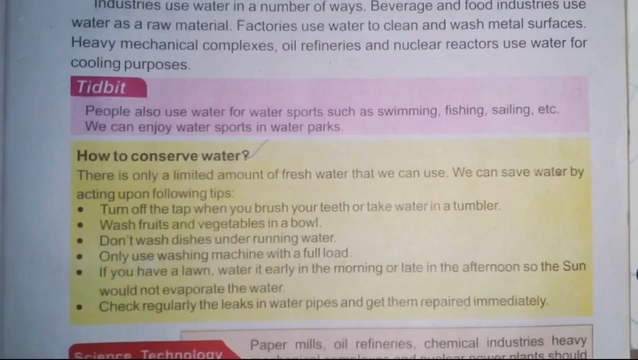 Industries use water in a number of ways. Beverage and food industries use
water as a raw material. Factories use water to clean and wash metal surfaces.
Heavy mechanical complexes, oil refineries and nuclear reactors use water for
cooling purposes.
Tidbit
People also use water for water sports such as swimming, fishing, sailing, etc.
We can enjoy water sports in water parks.
How to conserve water?
There is only a limited amount of fresh water that we can use. We can save water by
acting upon following tips:
• Turn off the tap when you brush your teeth or take water in a tumbler.
• Wash fruits and vegetables in a bowl.
• Don't wash dishes under running water.
• Only use washing machine with a full load.
• If you have a lawn, water it early in the morning or late in the afternoon so the Sun
would not evaporate the water.
• Check regularly the leaks in water pipes and get them repaired immediately.
Science Technology
Paper mills, oil refineries, chemical industries heavy
mechanical complexes and nuclear power plants should